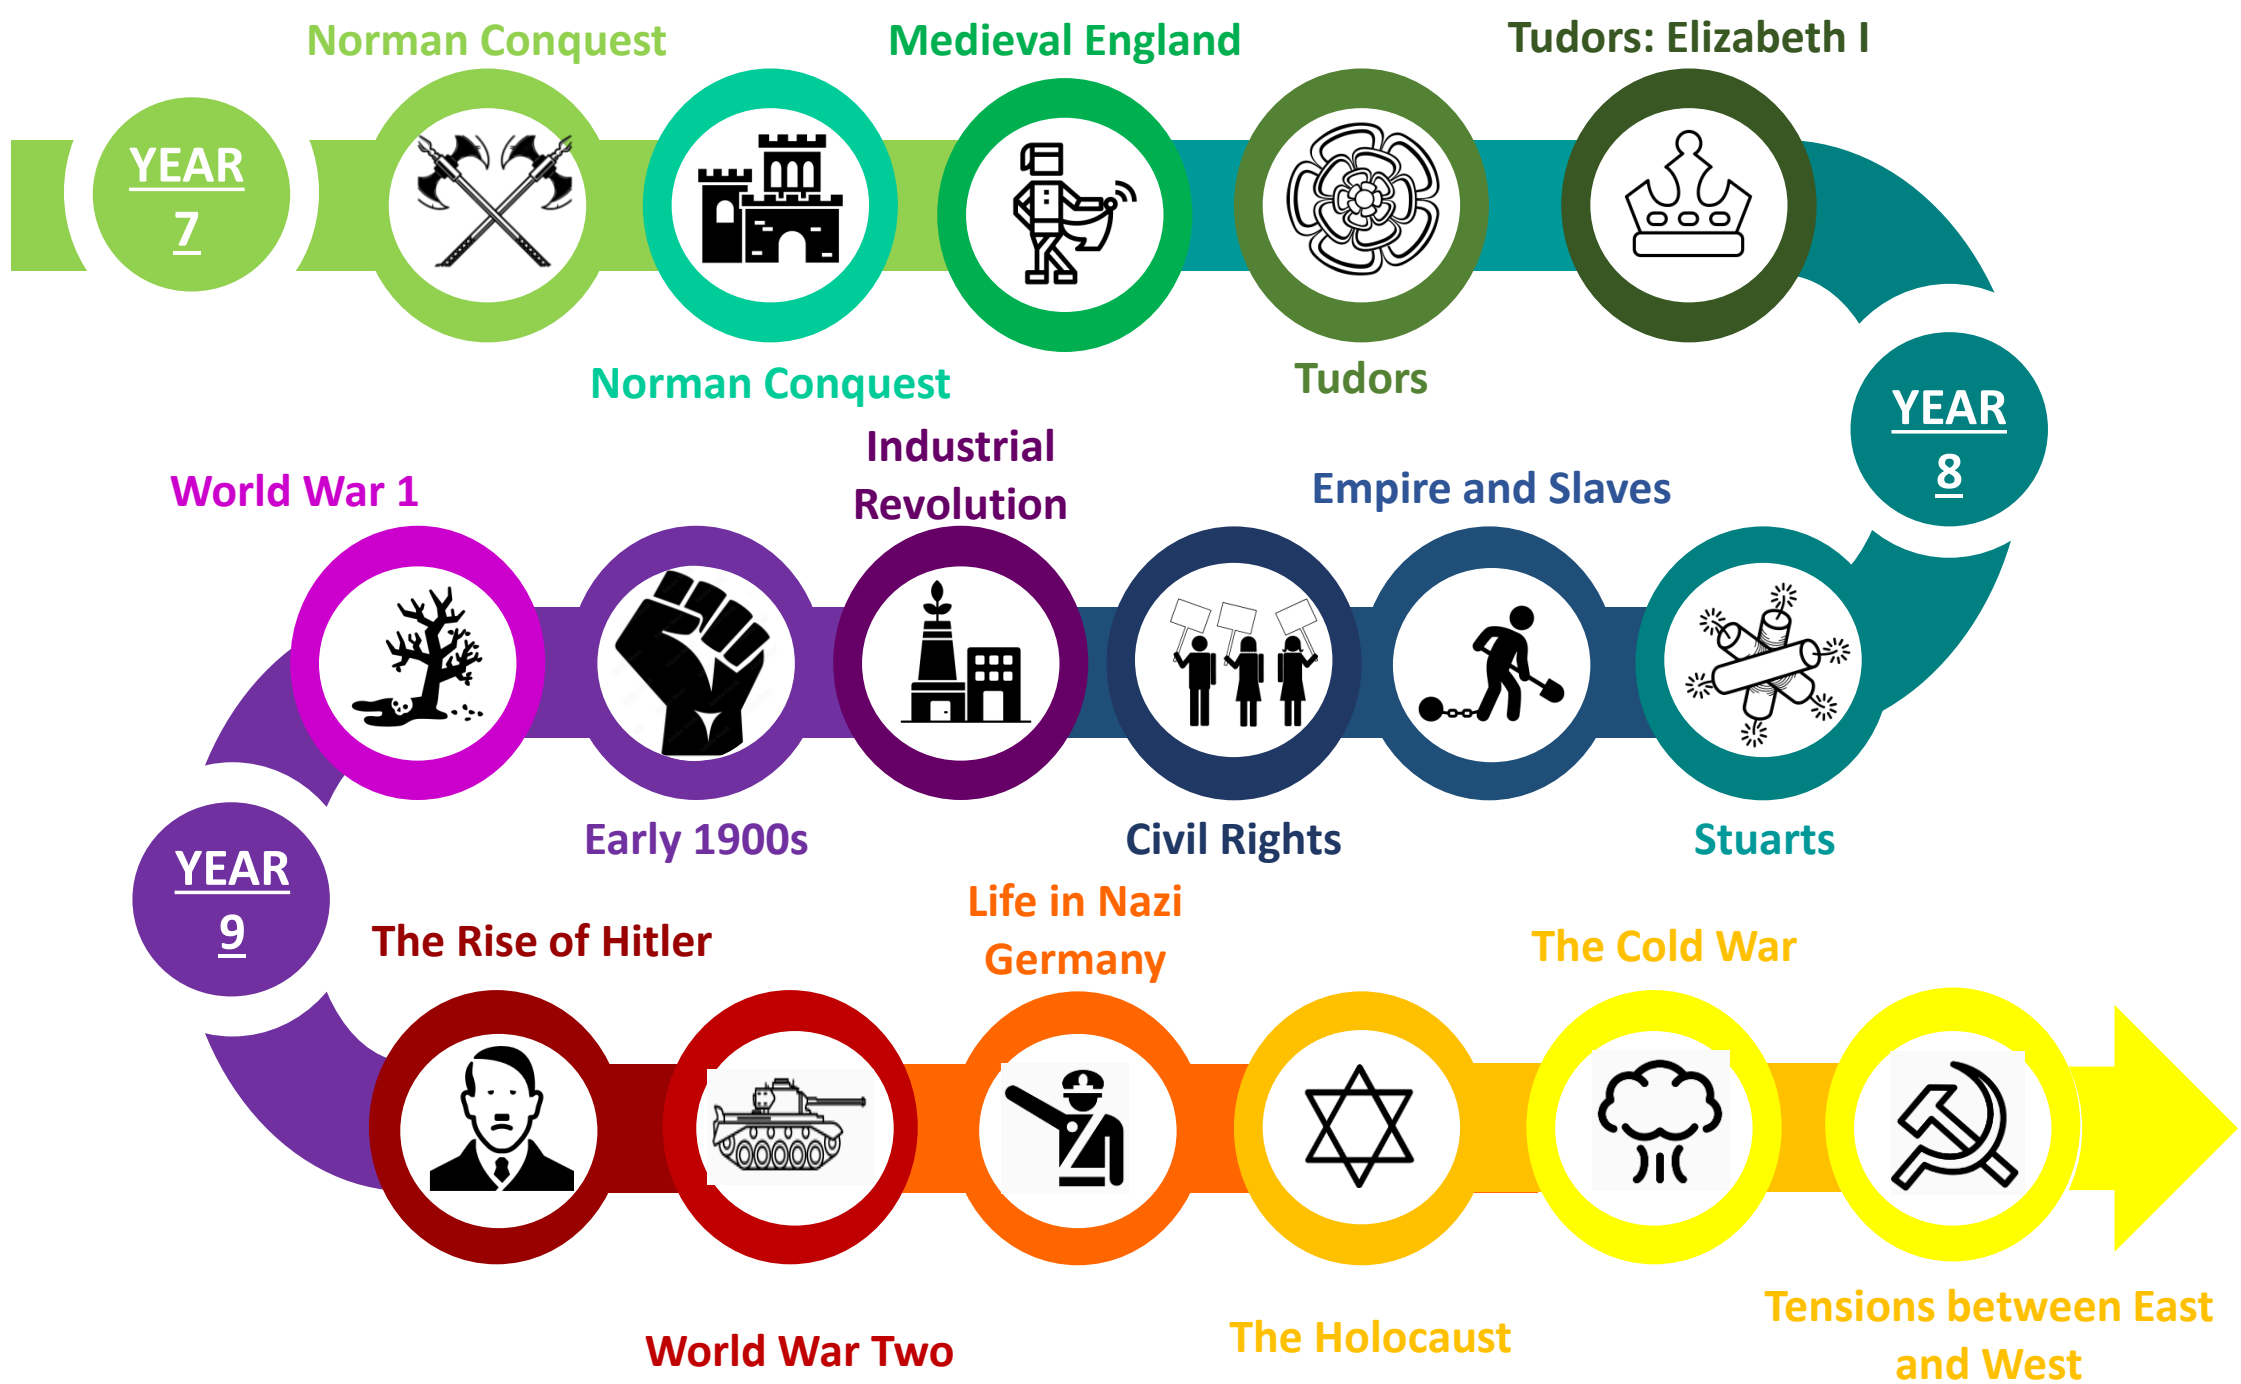 YEAR
7
Norman Conquest
Norman Conquest
Medieval England
Tudors
Tudors: Elizabeth I
YEAR
8
Stuarts
Empire and Slaves
Civil Rights
Industrial
Revolution
Early 1900s
World War 1
YEAR
9
The Rise of Hitler
World War Two
Life in Nazi
Germany
The Holocaust
The Cold War
Tensions between East
and West